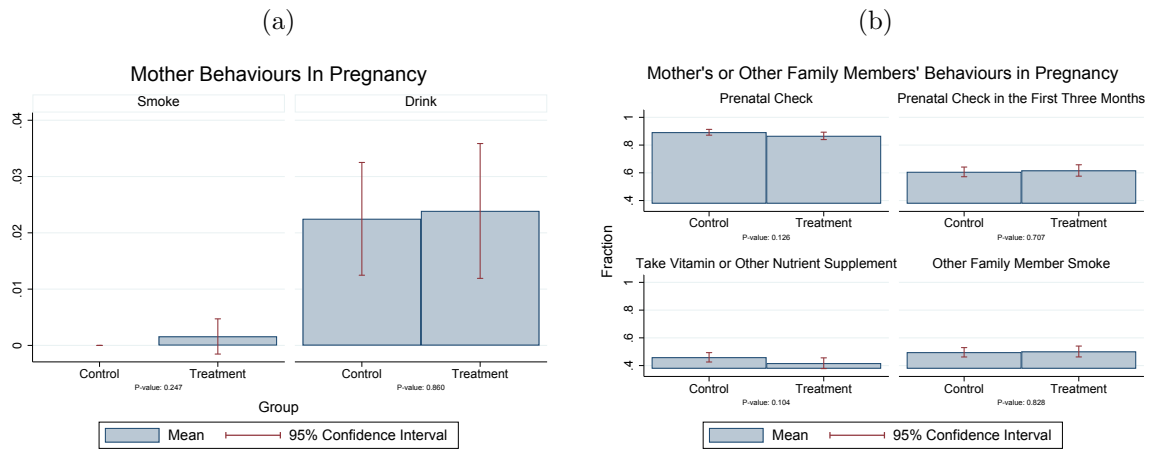 (a)
Mother Behaviours In Pregnancy
Smoke
Drink
.04
.03
.02
.01
0
Control
Treatment
P-value: 0.247
Control
Treatment
P-value: 0.860
Group
Mean
95% Confidence Interval
(b)
Mother's or Other Family Members' Behaviours in Pregnancy
Fraction
Prenatal Check
Prenatal Check in the First Three Months
1
.8
.6
.4
Control
Treatment
P-value: 0.126
Control
Treatment
P-value: 0.707
Take Vitamin or Other Nutrient Supplement
Other Family Member Smoke
1
.8
.6
.4
Control
Treatment
P-value: 0.104
Control
Treatment
P-value: 0.828
Mean
95% Confidence Interval